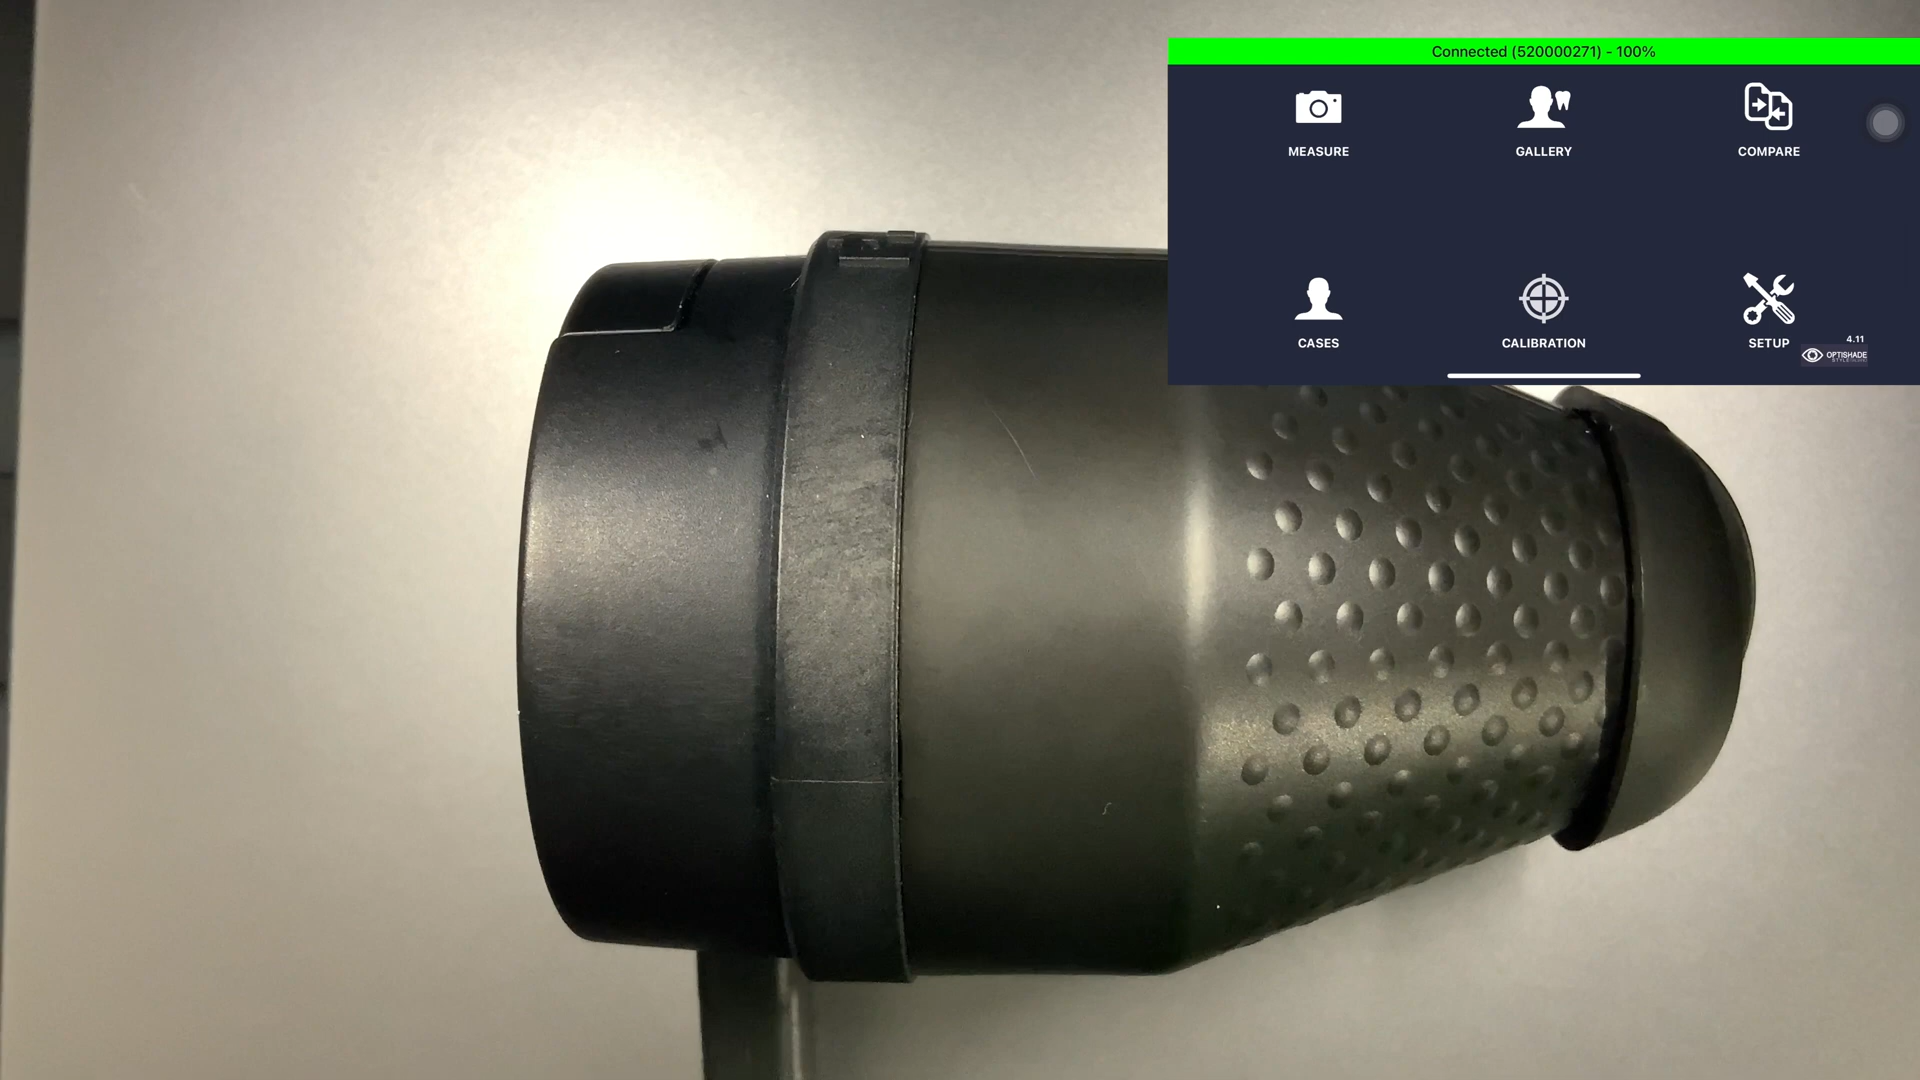 Connected (520000271) - 100%
MEASURE
GALLERY
COMPARE
CASES
CALIBRATION
SETUP
4.11
OPTISHADE